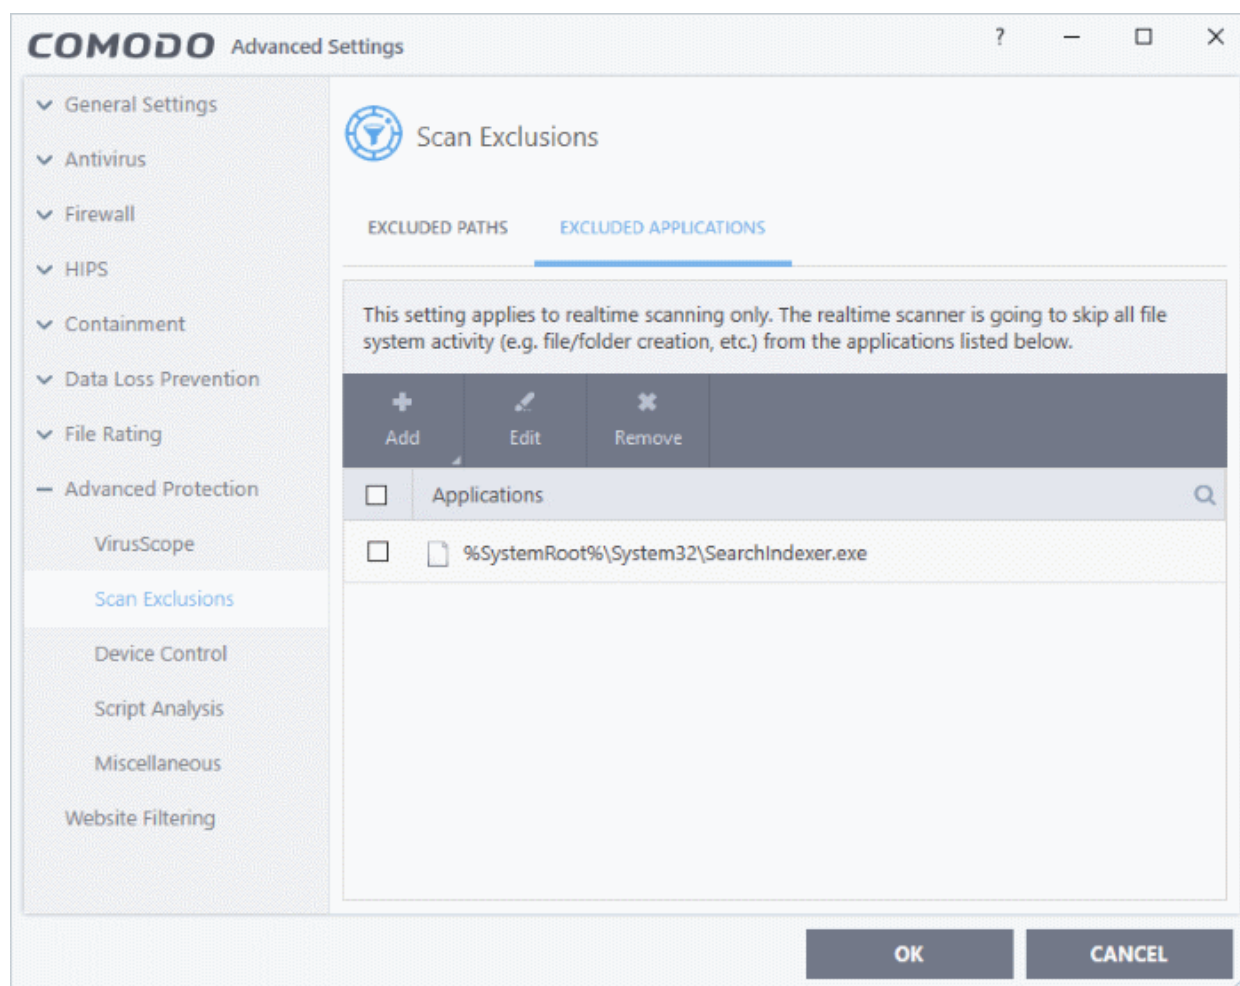 COMODO Advanced Settings ?
General Settings
Antivirus
Firewall
HIPS
Containment
Data Loss Prevention
File Rating
Advanced Protection
VirusScope
Scan Exclusions
Device Control
Script Analysis
Miscellaneous
Website Filtering
Scan Exclusions
EXCLUDED PATHS EXCLUDED APPLICATIONS
This setting applies to realtime scanning only. The realtime scanner is going to skip all file
system activity (e.g. file/folder creation, etc.) from the applications listed below.
Add Edit Remove
Applications
%SystemRoot%\System32\SearchIndexer.exe
OK CANCEL